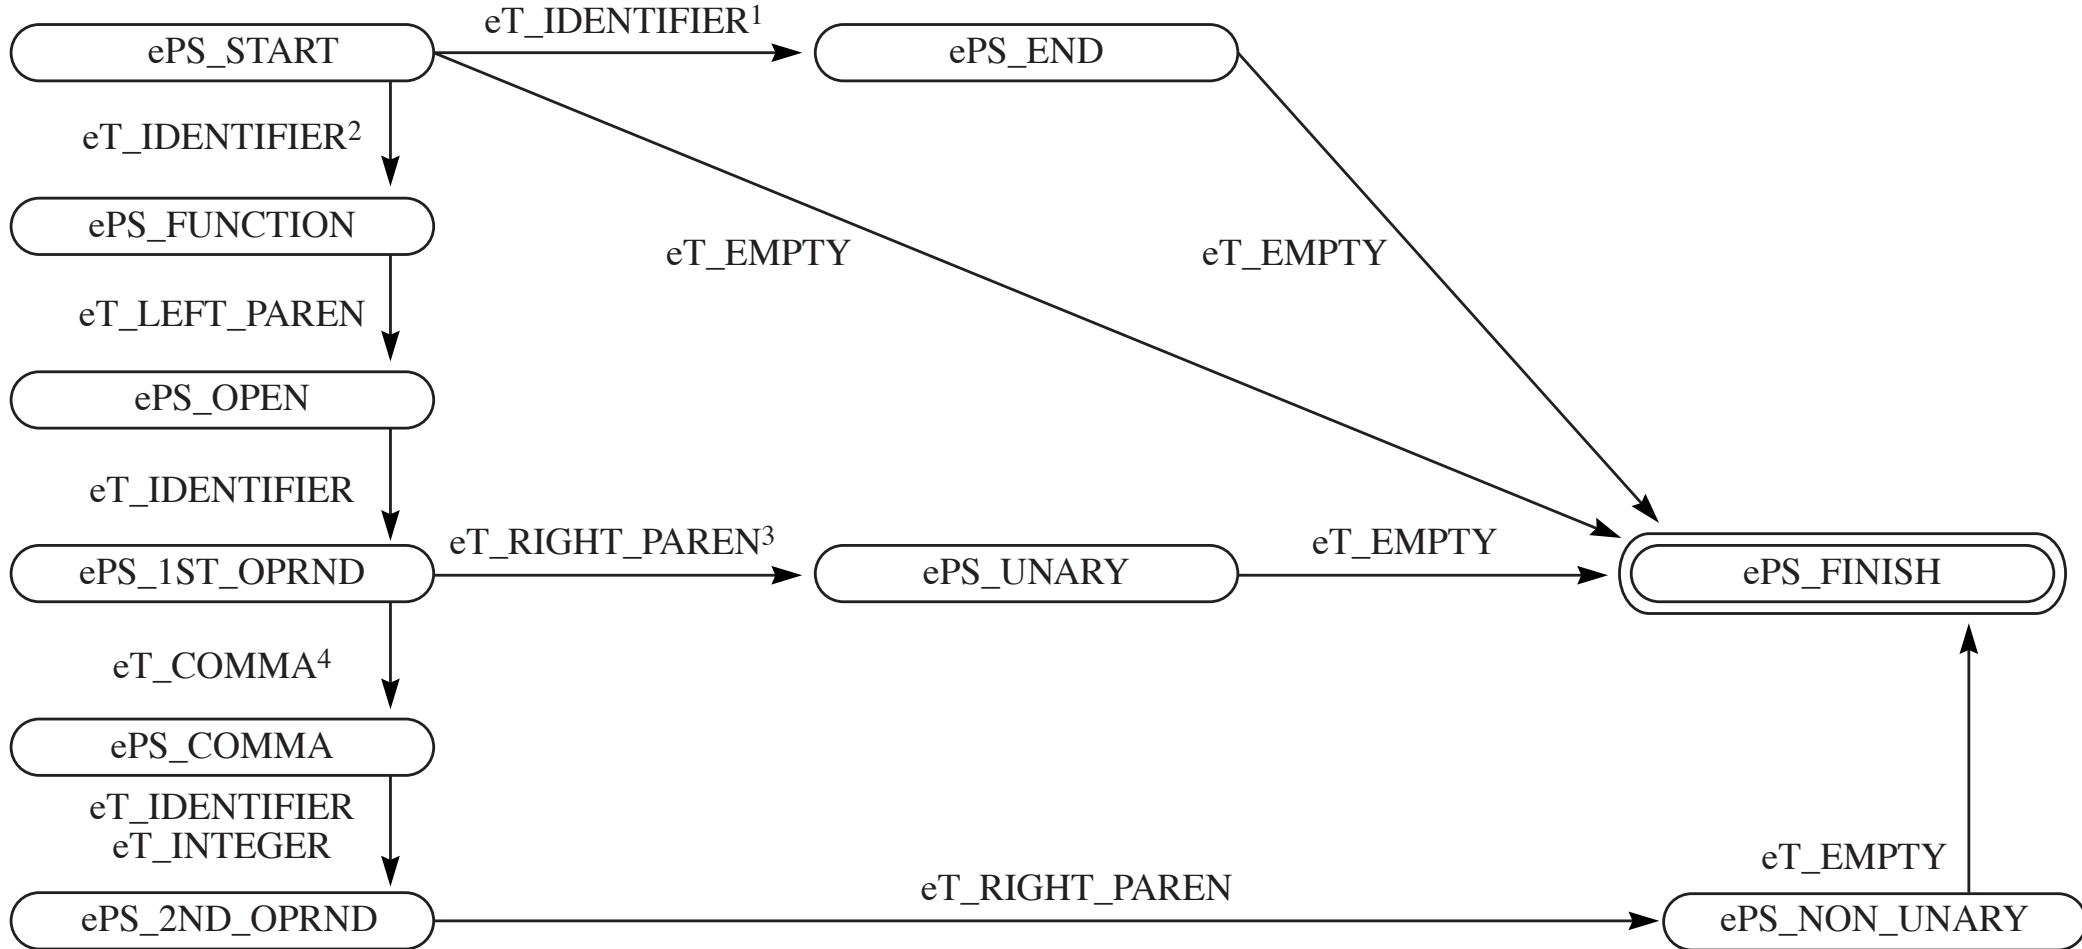 eT_IDENTIFIER¹
ePS_START
ePS_END
eT_IDENTIFIER²
ePS_FUNCTION
eT_EMPTY
eT_EMPTY
eT_LEFT_PAREN
ePS_OPEN
eT_IDENTIFIER
eT_RIGHT_PAREN³
eT_EMPTY
ePS_1ST_OPRND
ePS_UNARY
ePS_FINISH
eT_COMMA⁴
ePS_COMMA
eT_IDENTIFIER
eT_INTEGER
eT_EMPTY
eT_RIGHT_PAREN
ePS_2ND_OPRND
ePS_NON_UNARY